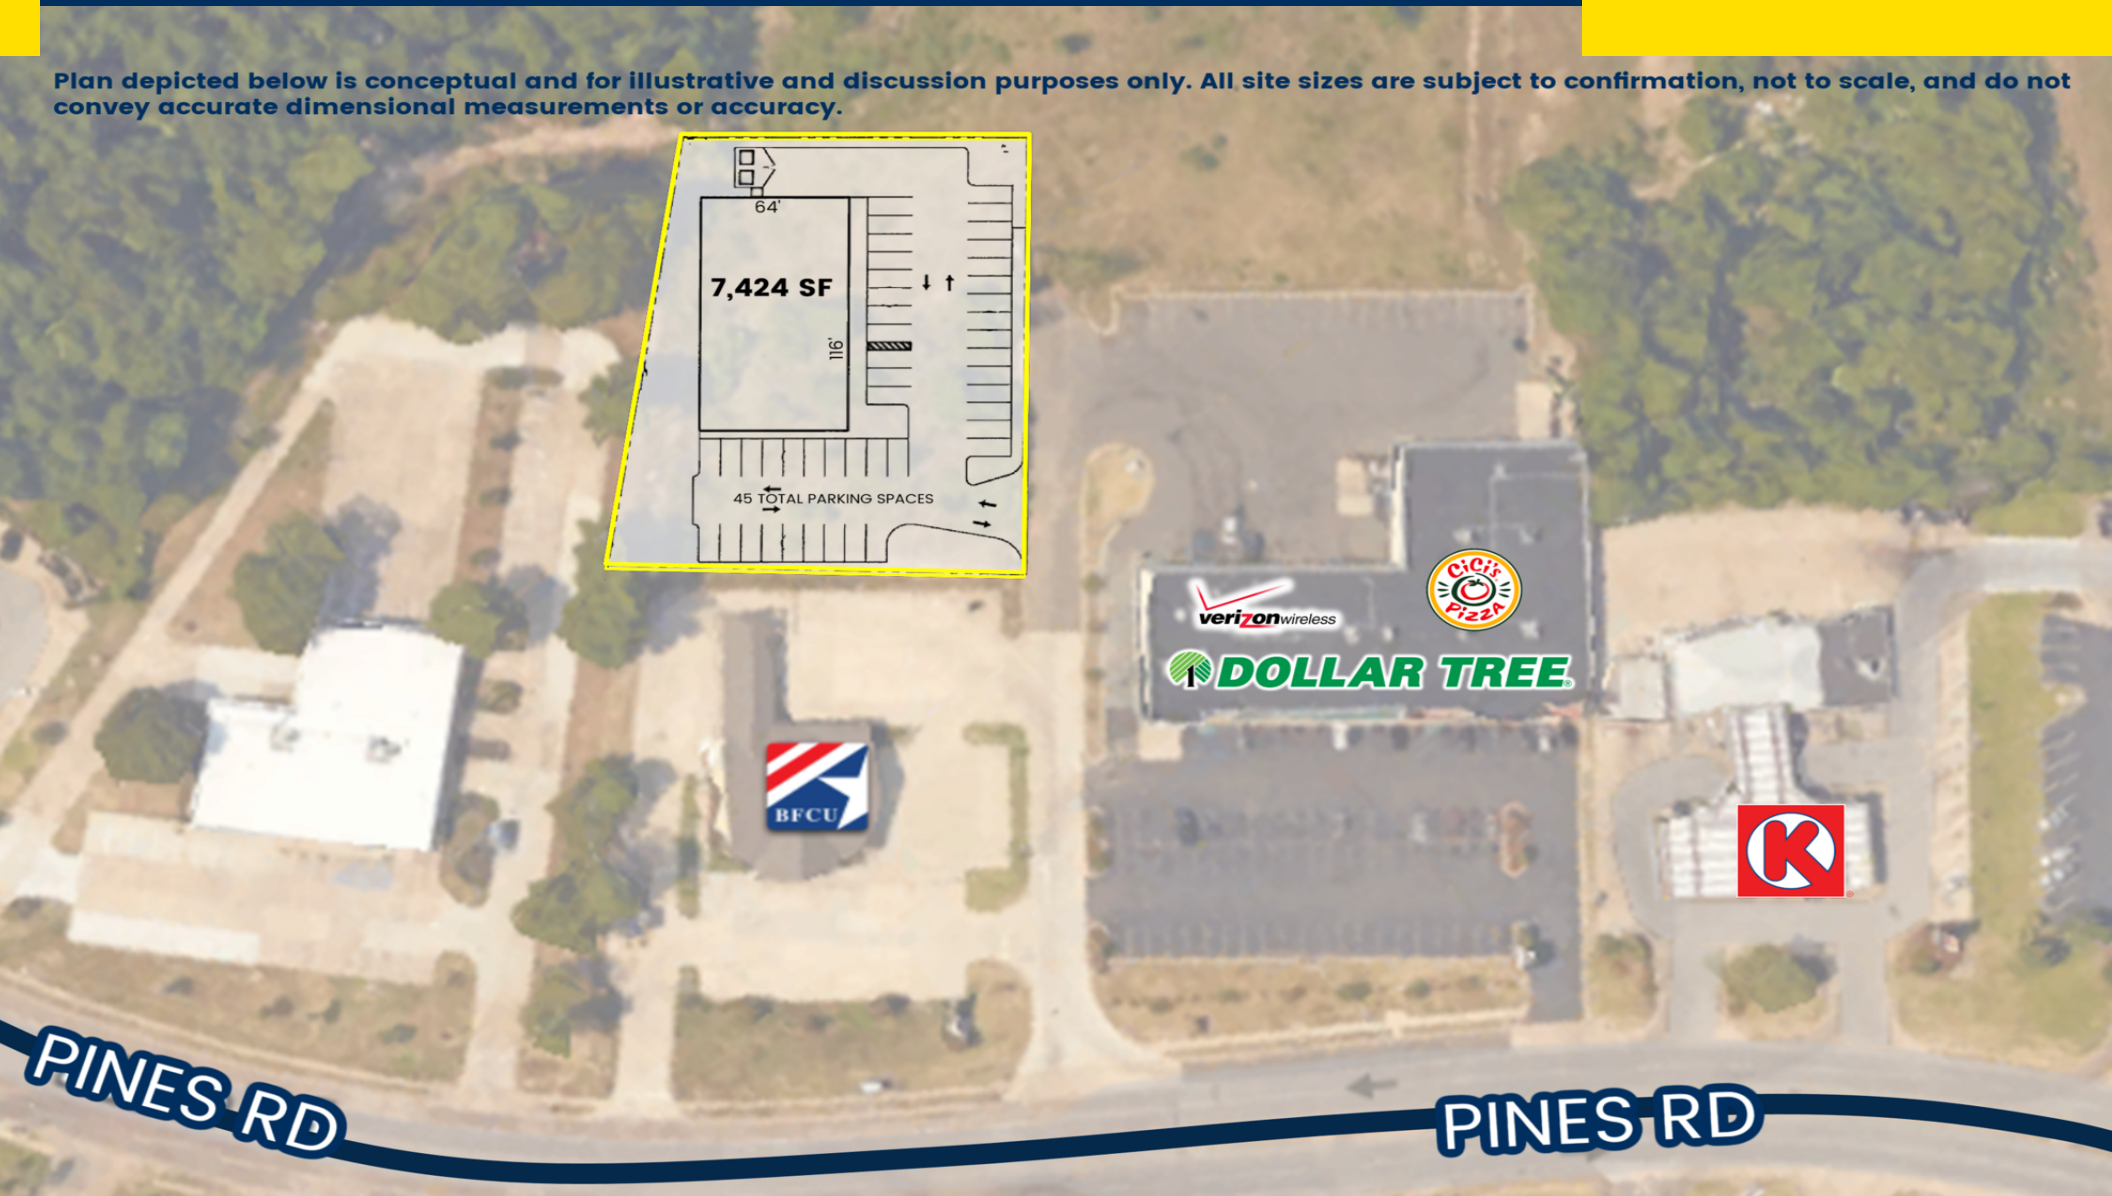 Plan depicted below is conceptual and for illustrative and discussion purposes only. All site sizes are subject to confirmation, not to scale, and do not
convey accurate dimensional measurements or accuracy.
64'
7,424 SF
116'
45 TOTAL PARKING SPACES
verizonwireless
CiCi's
Pizza
DOLLAR TREE®
BFCU
K®
PINES RD
PINES RD